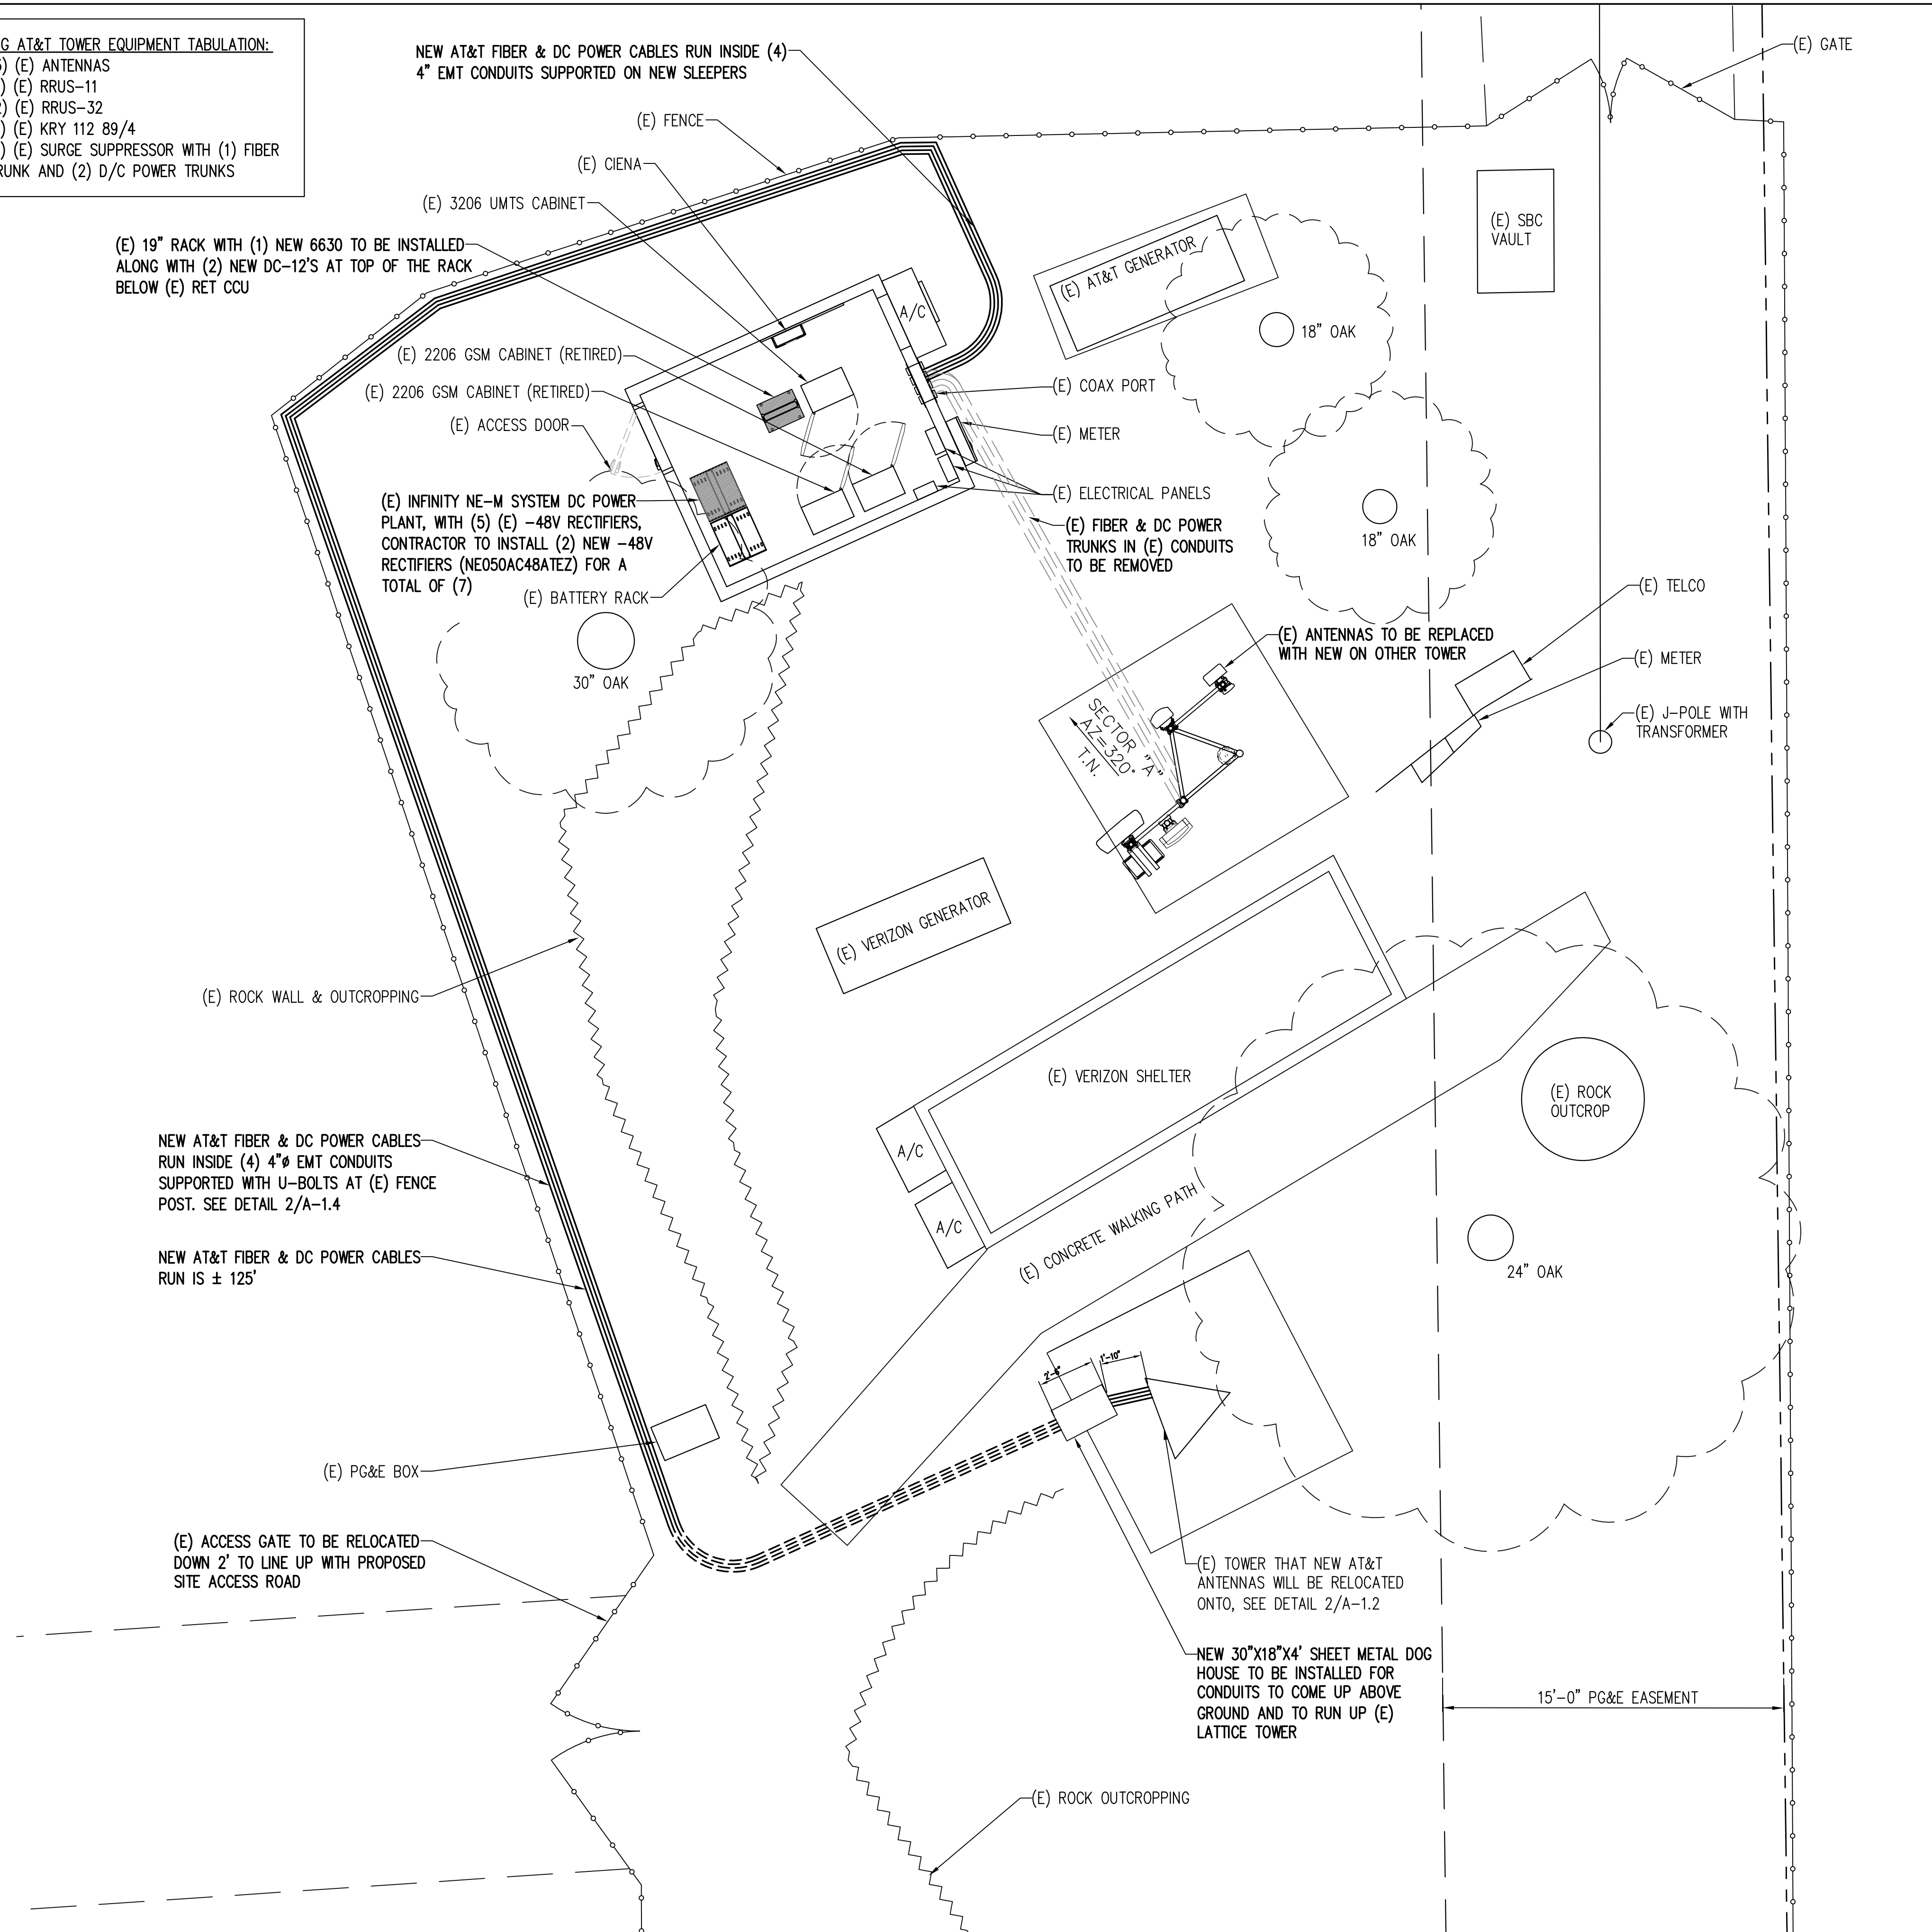 G AT&T TOWER EQUIPMENT TABULATION:
(E) ANTENNAS
(E) RRUS-11
(E) RRUS-32
(E) KRY 112 89/4
(E) SURGE SUPPRESSOR WITH (1) FIBER
RUNK AND (2) D/C POWER TRUNKS
NEW AT&T FIBER & DC POWER CABLES RUN INSIDE (4)
4" EMT CONDUITS SUPPORTED ON NEW SLEEPERS
(E) GATE
(E) FENCE
(E) CIENA
(E) 3206 UMTS CABINET
(E) 19" RACK WITH (1) NEW 6630 TO BE INSTALLED
ALONG WITH (2) NEW DC-12'S AT TOP OF THE RACK
BELOW (E) RET CCU
(E) SBC
VAULT
(E) AT&T GENERATOR
A/C
18" OAK
(E) 2206 GSM CABINET (RETIRED)
(E) 2206 GSM CABINET (RETIRED)
(E) ACCESS DOOR
(E) COAX PORT
(E) METER
(E) ELECTRICAL PANELS
(E) FIBER & DC POWER
TRUNKS IN (E) CONDUITS
TO BE REMOVED
18" OAK
(E) INFINITY NE-M SYSTEM DC POWER
PLANT, WITH (5) (E) -48V RECTIFIERS,
CONTRACTOR TO INSTALL (2) NEW -48V
RECTIFIERS (NE050AC48ATEZ) FOR A
TOTAL OF (7)
(E) BATTERY RACK
30" OAK
(E) TELCO
(E) ANTENNAS TO BE REPLACED
WITH NEW ON OTHER TOWER
(E) METER
(E) J-POLE WITH
TRANSFORMER
SECTOR "A"
AZ=320°
T.N.
(E) VERIZON GENERATOR
(E) ROCK WALL & OUTCROPPING
(E) VERIZON SHELTER
(E) ROCK
OUTCROP
A/C
A/C
NEW AT&T FIBER & DC POWER CABLES
RUN INSIDE (4) 4"ø EMT CONDUITS
SUPPORTED WITH U-BOLTS AT (E) FENCE
POST. SEE DETAIL 2/A-1.4
(E) CONCRETE WALKING PATH
24" OAK
NEW AT&T FIBER & DC POWER CABLES
RUN IS ± 125'
2'-6"
1'-10"
(E) PG&E BOX
(E) ACCESS GATE TO BE RELOCATED
DOWN 2' TO LINE UP WITH PROPOSED
SITE ACCESS ROAD
(E) TOWER THAT NEW AT&T
ANTENNAS WILL BE RELOCATED
ONTO, SEE DETAIL 2/A-1.2
NEW 30"X18"X4' SHEET METAL DOG
HOUSE TO BE INSTALLED FOR
CONDUITS TO COME UP ABOVE
GROUND AND TO RUN UP (E)
LATTICE TOWER
15'-0" PG&E EASEMENT
(E) ROCK OUTCROPPING